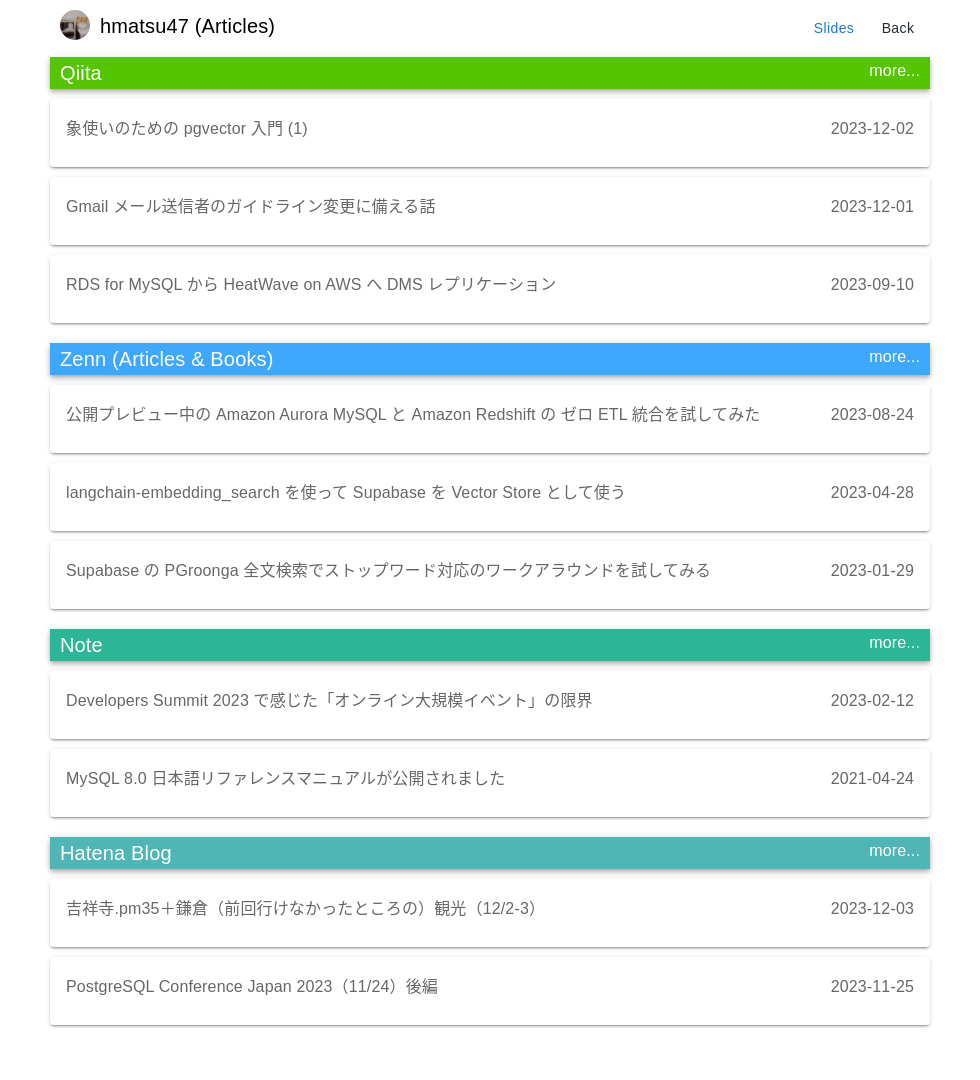 hmatsu47 (Articles)
Slides
Back
Qiita
more...
象使いのための pgvector 入門 (1)
2023-12-02
Gmail メール送信者のガイドライン変更に備える話
2023-12-01
RDS for MySQL から HeatWave on AWS へ DMS レプリケーション
2023-09-10
Zenn (Articles & Books)
more...
公開プレビュー中の Amazon Aurora MySQL と Amazon Redshift の ゼロ ETL 統合を試してみた
2023-08-24
langchain-embedding_search を使って Supabase を Vector Store として使う
2023-04-28
Supabase の PGroonga 全文検索でストップワード対応のワークアラウンドを試してみる
2023-01-29
Note
more...
Developers Summit 2023 で感じた「オンライン大規模イベント」の限界
2023-02-12
MySQL 8.0 日本語リファレンスマニュアルが公開されました
2021-04-24
Hatena Blog
more...
吉祥寺.pm35＋鎌倉（前回行けなかったところの）観光（12/2-3）
2023-12-03
PostgreSQL Conference Japan 2023（11/24）後編
2023-11-25